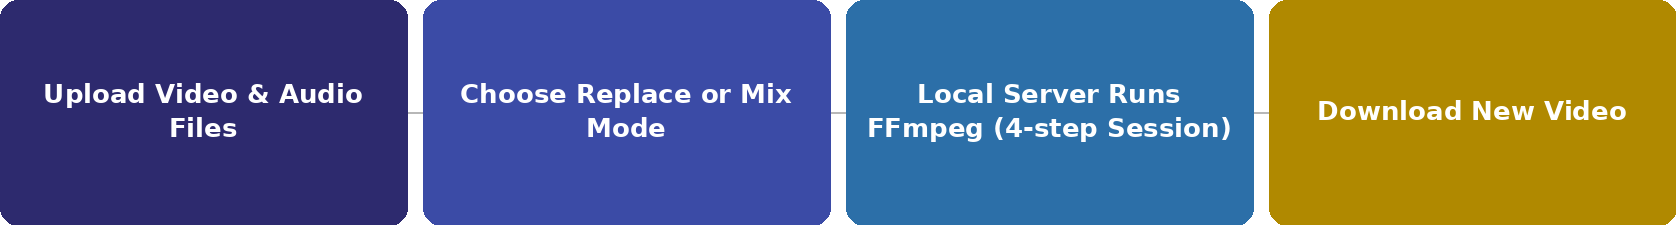 Upload Video & Audio
Files
Choose Replace or Mix
Mode
Local Server Runs
FFmpeg (4-step Session)
Download New Video